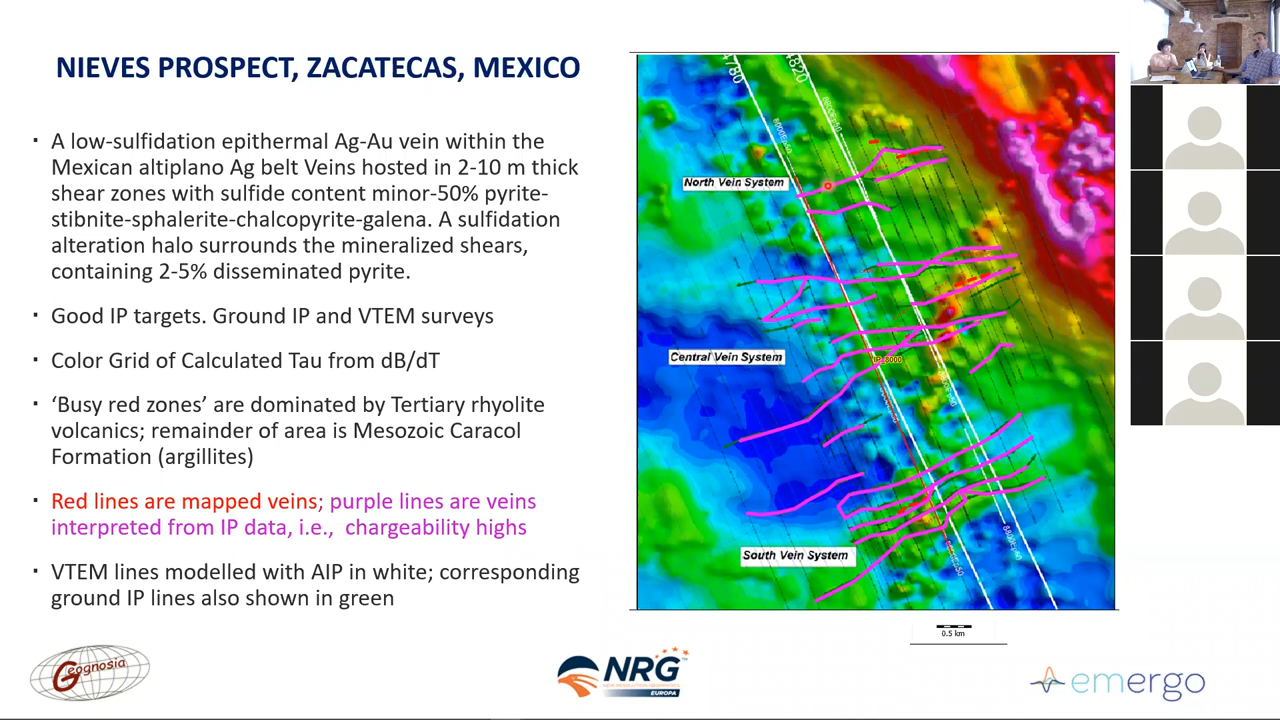 NIEVES PROSPECT, ZACATECAS, MEXICO
A low-sulfidation epithermal Ag-Au vein within the
Mexican altiplano Ag belt Veins hosted in 2-10 m thick
shear zones with sulfide content minor-50% pyrite-
stibnite-sphalerite-chalcopyrite-galena. A sulfidation
alteration halo surrounds the mineralized shears,
containing 2-5% disseminated pyrite.
Good IP targets. Ground IP and VTEM surveys
Color Grid of Calculated Tau from dB/dT
‘Busy red zones’ are dominated by Tertiary rhyolite
volcanics; remainder of area is Mesozoic Caracol
Formation (argillites)
Red lines are mapped veins; purple lines are veins
interpreted from IP data, i.e., chargeability highs
VTEM lines modelled with AIP in white; corresponding
ground IP lines also shown in green
4780
4820
North Vein System
Central Vein System
IP_8000
South Vein System
0.5 km
Geognosia
NRG
EUROPA
emergo